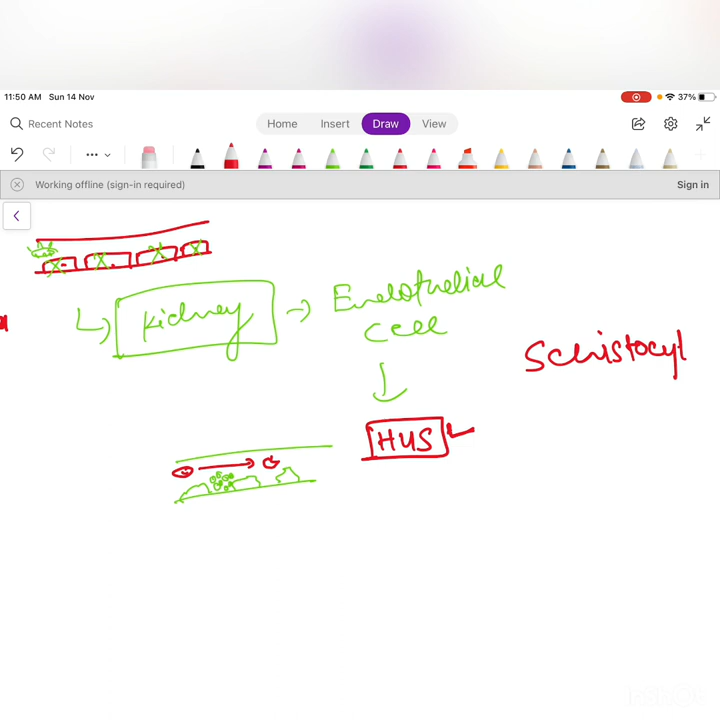 11:50 AM Sun 14 Nov
37%
Recent Notes
Home Insert Draw View
Working offline (sign-in required)
Sign in
Kidney
Endothelial
cell
Schistocyt
HUS